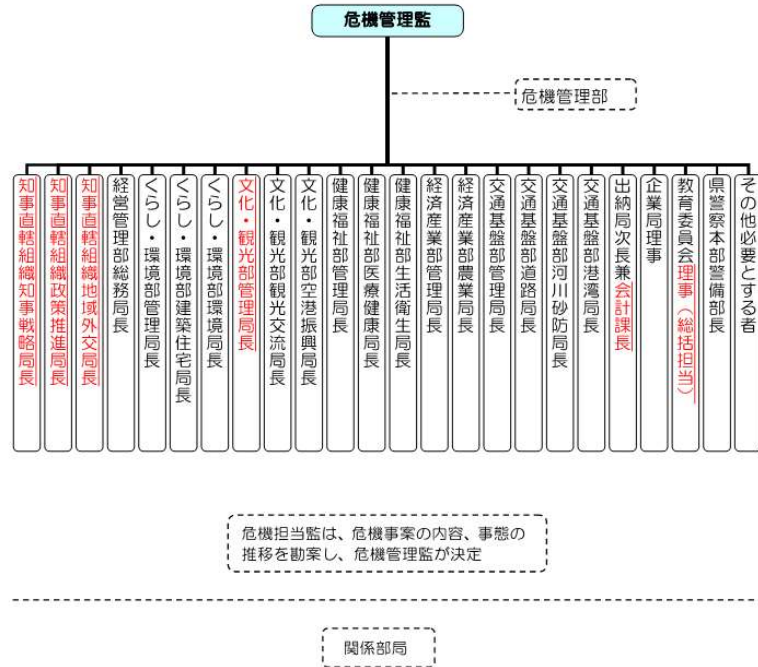 危機管理監
危機管理部
知事直轄組織知事戦略局長
知事直轄組織政策推進局長
知事直轄組織地域外交局長
経営管理部総務局長
くらし・環境部管理局長
くらし・環境部建築住宅局長
くらし・環境部環境局長
文化・観光部管理局長
文化・観光部観光交流局長
文化・観光部空港振興局長
健康福祉部管理局長
健康福祉部医療健康局長
健康福祉部生活衛生局長
経済産業部管理局長
経済産業部農業局長
交通基盤部管理局長
交通基盤部道路局長
交通基盤部河川砂防局長
交通基盤部港湾局長
出納局次長兼会計課長
企業局理事
教育委員会理事（総括担当）
県警察本部警備部長
その他必要とする者
危機担当監は、危機事案の内容、事態の
推移を勘案し、危機管理監が決定
関係部局